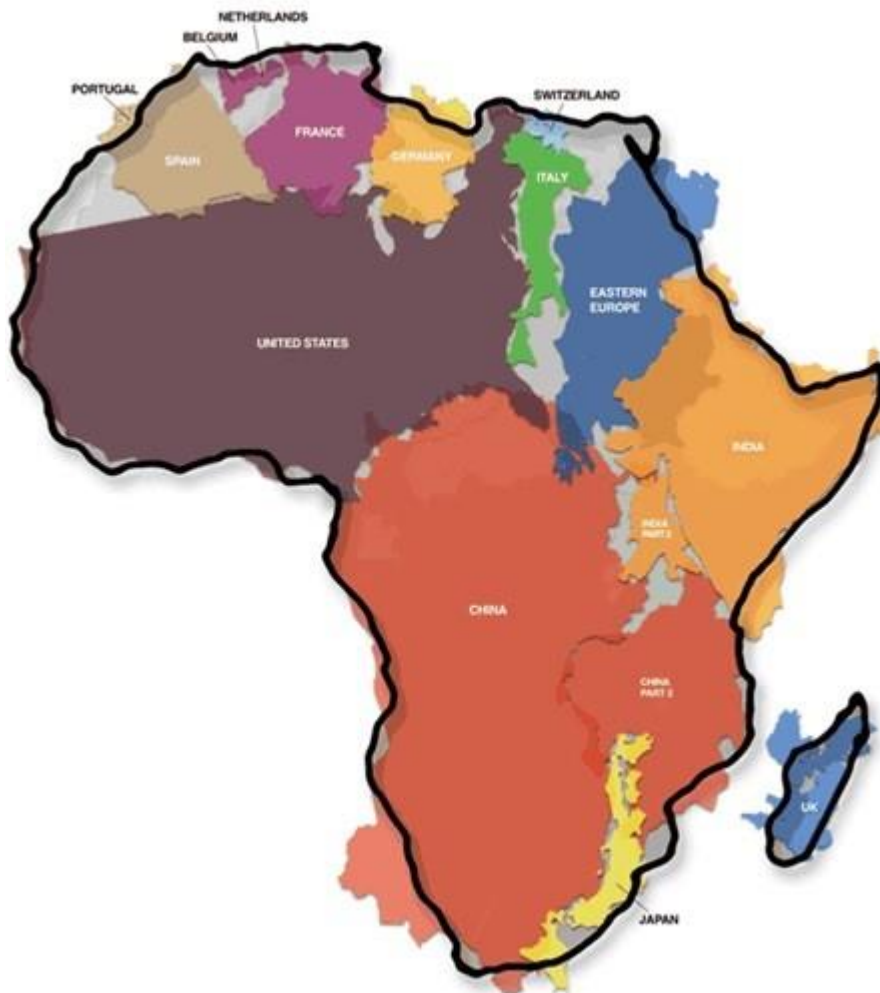 NETHERLANDS
BELGIUM
PORTUGAL
SWITZERLAND
FRANCE
GERMANY
SPAIN
ITALY
EASTERN
EUROPE
UNITED STATES
INDIA
INDIA
PART 2
CHINA
CHINA
PART 2
UK
JAPAN